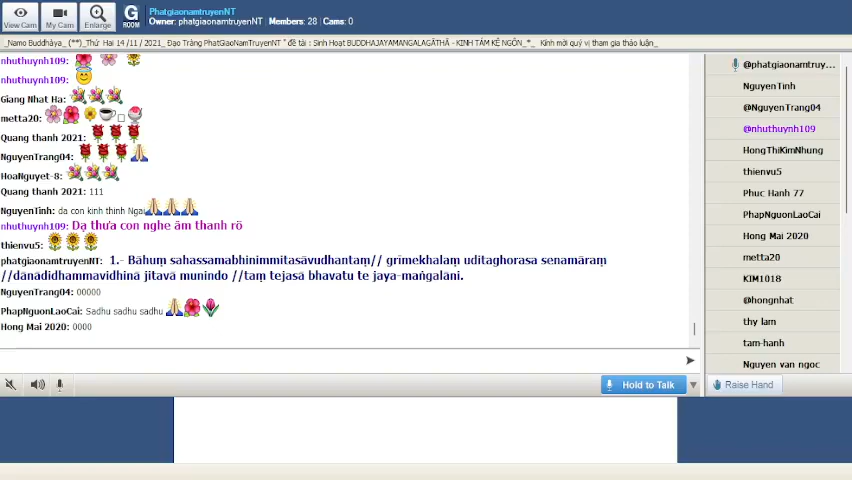 View Cam
My Cam
Enlarge
G
ROOM
PhatgiaonamtruyenNT
Owner: phatgiaonamtruyenNT | Members: 28 | Cams: 0
_Namo Buddhàya_ (**)_Thứ Hai 14 /11 / 2021_ Đạo Tràng PhatGiaoNamTruyenNT " đề tài : Sinh Hoạt BUDDHAJAYAMANGALAGĀTHĀ - KINH TÁM KỆ NGÔN_*_ Kính mời quý vị tham gia thảo luận_
nhuthuynh109:
nhuthuynh109:
Giang Nhat Ha:
metta20:
Quang thanh 2021:
NguyenTrang04:
HoaNguyet-8:
Quang thanh 2021: 111
NguyenTinh: da con kinh thinh Ngai
nhuthuynh109: Dạ thưa con nghe âm thanh rõ
thienvu5:
phatgiaonamtruyenNT: 1.- Bāhuṃ sahassamabhinimmitasāvudhantaṃ// grīmekhalaṃ uditaghorasa senamāraṃ
//dānādidhammavidhinā jitavā munindo //taṃ tejasā bhavatu te jaya-maṅgalāni.
NguyenTrang04: 00000
PhapNguonLaoCai: Sadhu sadhu sadhu
Hong Mai 2020: 0000
@phatgiaonamtruy...
NguyenTinh
@NguyenTrang04
@nhuthuynh109
HongThiKimNhung
thienvu5
Phuc Hanh 77
PhapNguonLaoCai
Hong Mai 2020
metta20
KIM1018
@hongnhat
thy lam
tam-hanh
Nguyen van ngoc
Hold to Talk
Raise Hand